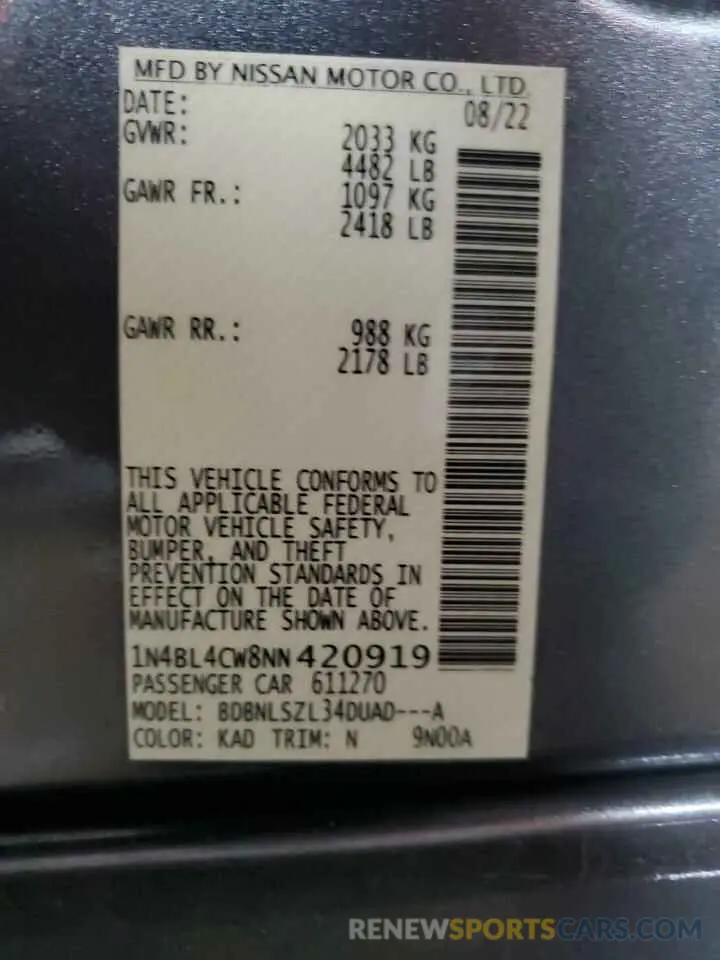 MFD BY NISSAN MOTOR CO., LTD.
DATE: 08/22
GVWR: 2033 KG
4482 LB
GAWR FR.: 1097 KG
2418 LB
GAWR RR.: 988 KG
2178 LB
THIS VEHICLE CONFORMS TO
ALL APPLICABLE FEDERAL
MOTOR VEHICLE SAFETY,
BUMPER, AND THEFT
PREVENTION STANDARDS IN
EFFECT ON THE DATE OF
MANUFACTURE SHOWN ABOVE.
1N4BL4CW8NN420919
PASSENGER CAR 611270
MODEL: BDBNLSZL34DUAD---A
COLOR: KAD TRIM: N 9N00A
RENEWSPORTSCARS.COM